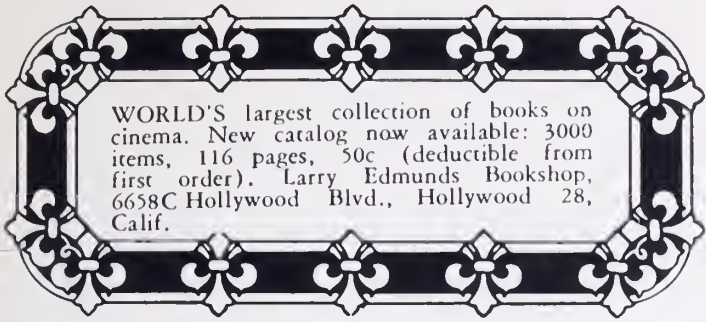 WORLD'S largest collection of books on
cinema. New catalog now available: 3000
items, 116 pages, 50c (deductible from
first order). Larry Edmunds Bookshop,
6658C Hollywood Blvd., Hollywood 28,
Calif.